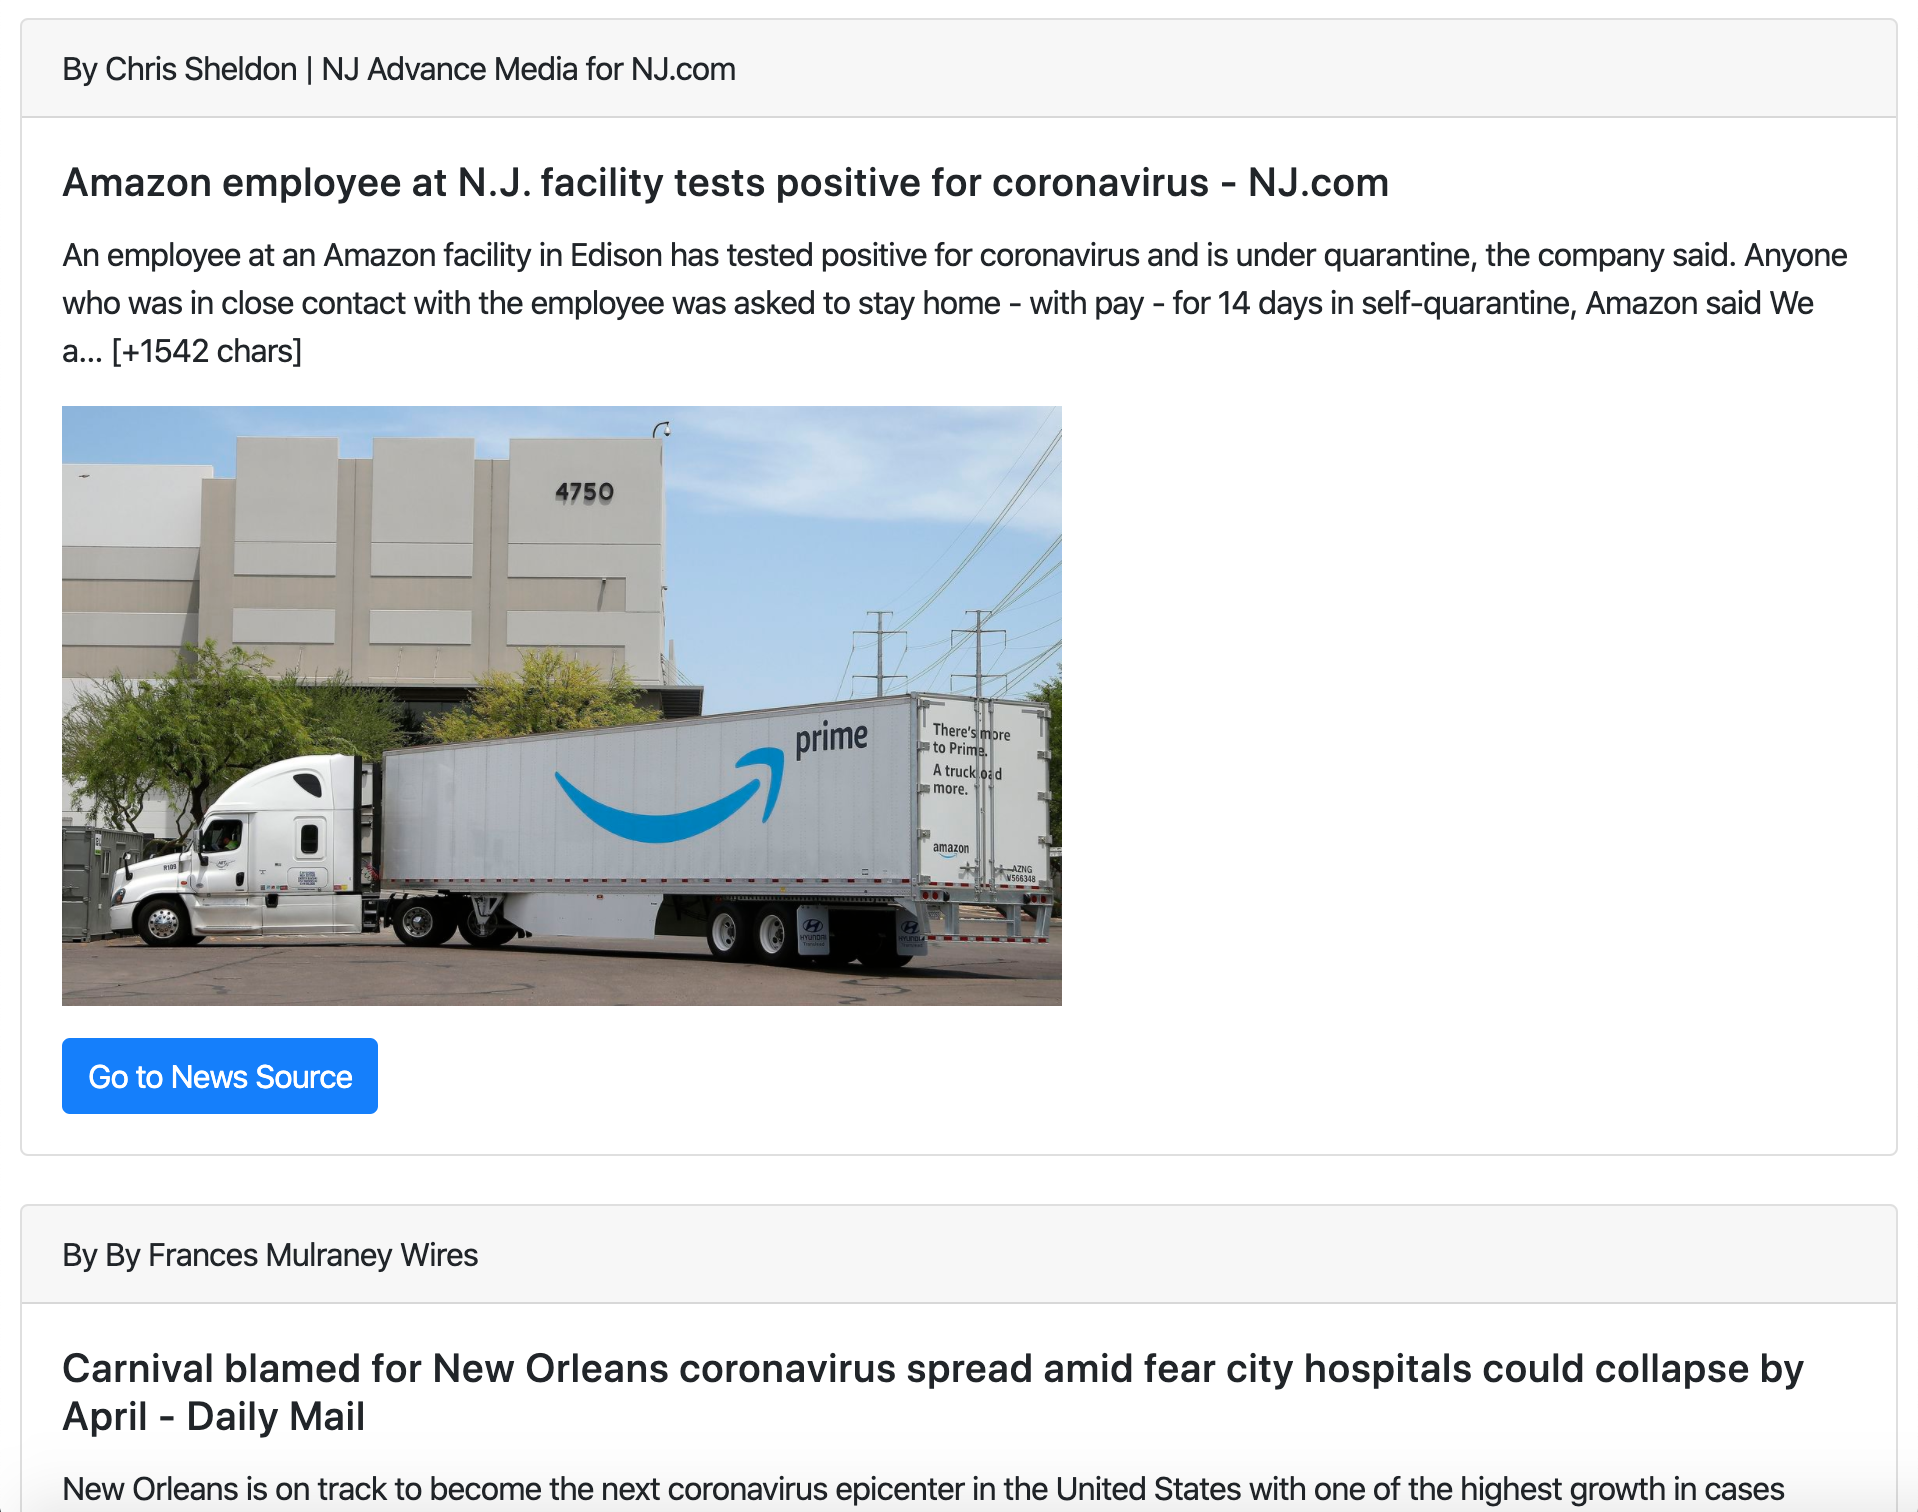 By Chris Sheldon | NJ Advance Media for NJ.com
Amazon employee at N.J. facility tests positive for coronavirus - NJ.com
An employee at an Amazon facility in Edison has tested positive for coronavirus and is under quarantine, the company said. Anyone
who was in close contact with the employee was asked to stay home - with pay - for 14 days in self-quarantine, Amazon said We
a... [+1542 chars]
4750
prime
There's more
to Prime.
A truckload
more.
amazon
AZNG
V566348
HYUNDAI
Translead
HYUNDAI
Go to News Source
By By Frances Mulraney Wires
Carnival blamed for New Orleans coronavirus spread amid fear city hospitals could collapse by
April - Daily Mail
New Orleans is on track to become the next coronavirus epicenter in the United States with one of the highest growth in cases